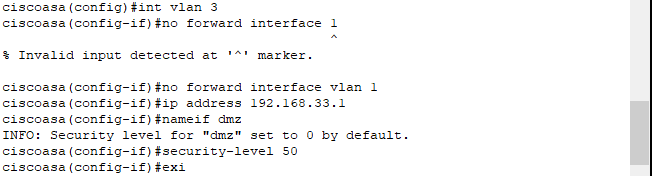 ciscoasa(config)#int vlan 3
ciscoasa(config-if)#no forward interface 1
^
% Invalid input detected at '^' marker.
ciscoasa(config-if)#no forward interface vlan 1
ciscoasa(config-if)#ip address 192.168.33.1
ciscoasa(config-if)#nameif dmz
INFO: Security level for "dmz" set to 0 by default.
ciscoasa(config-if)#security-level 50
ciscoasa(config-if)#exi